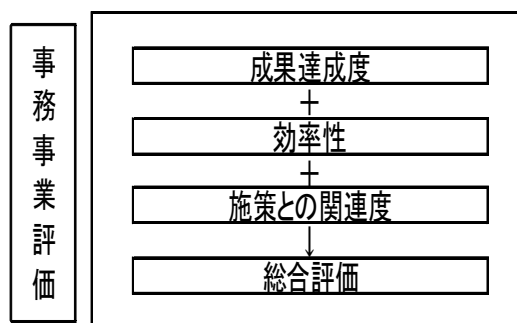 事務事業評価
成果達成度
+
効率性
+
施策との関連度
↓
総合評価